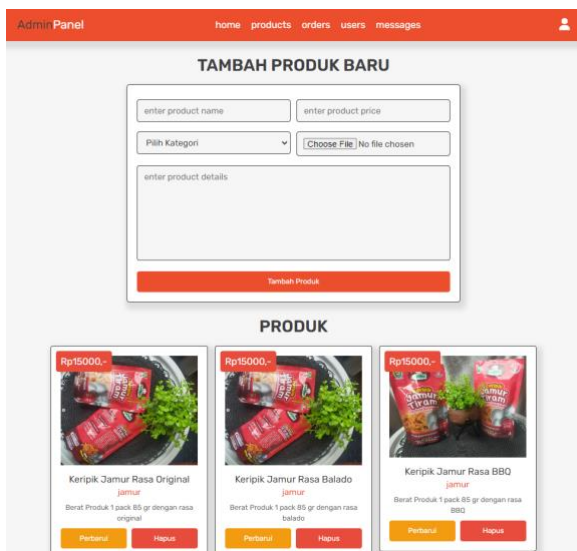 AdminPanel
home products orders users messages
TAMBAH PRODUK BARU
enter product name
enter product price
Pilih Kategori
Choose File No file chosen
enter product details
Tambah Produk
PRODUK
Rp15000,-
Rp15000,-
Rp15000,-
Jamur
Tiram
Keripik Jamur Rasa Original
jamur
Berat Produk 1 pack 85 gr dengan rasa
original
Perbarui
Hapus
Keripik Jamur Rasa Balado
jamur
Berat Produk 1 pack 85 gr dengan rasa
balado
Perbarui
Hapus
Keripik Jamur Rasa BBQ
jamur
Berat Produk 1 pack 85 gr dengan rasa
BBQ
Perbarui
Hapus